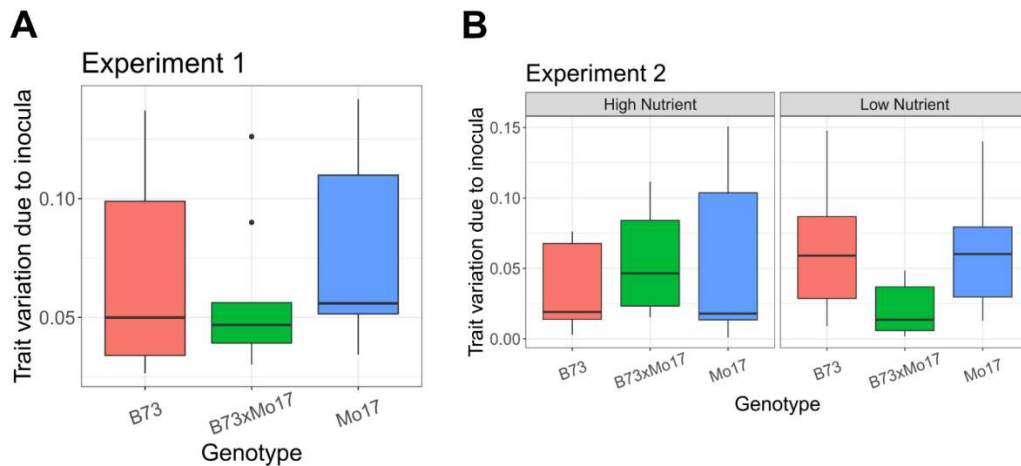 A
Experiment 1
Trait variation due to inocula
0.10
0.05
B73
B73xMo17
Mo17
Genotype
B
Experiment 2
High Nutrient
Low Nutrient
Trait variation due to inocula
0.15
0.10
0.05
0.00
B73
B73xMo17
Mo17
B73
B73xMo17
Mo17
Genotype